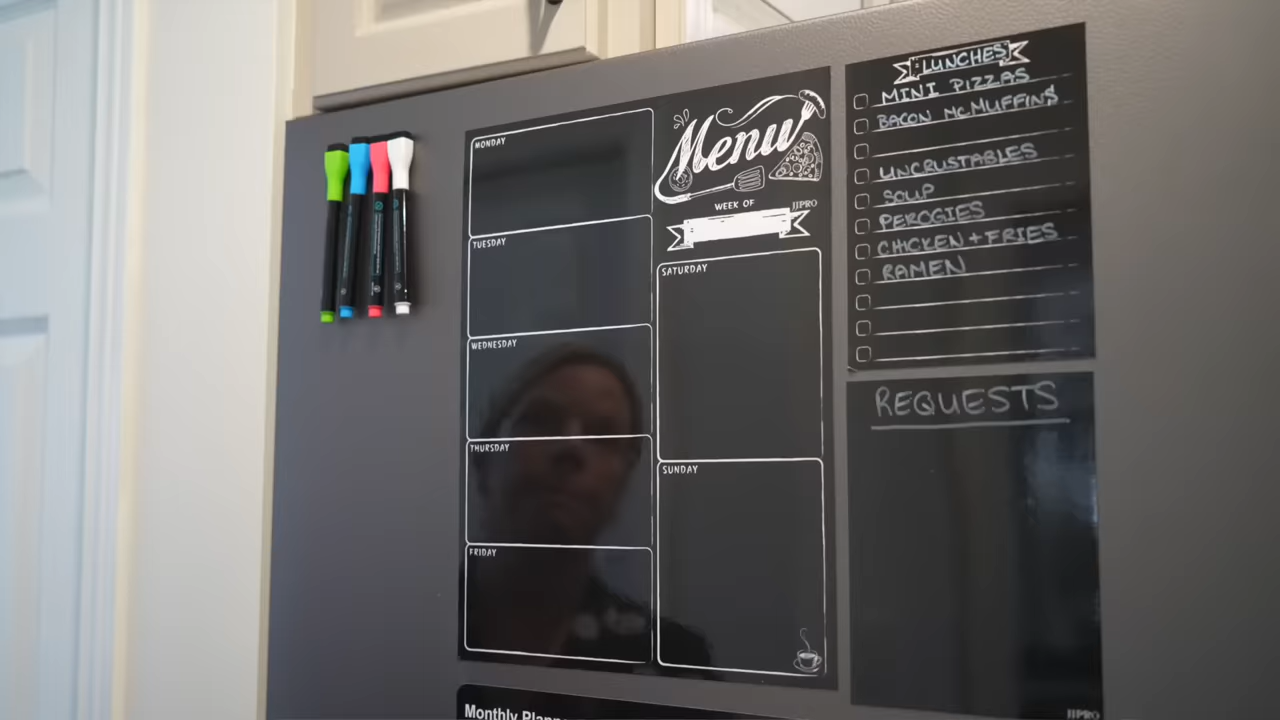 MONDAY
TUESDAY
WEDNESDAY
THURSDAY
FRIDAY
Menu
WEEK OF
JJPRO
SATURDAY
SUNDAY
LUNCHES
MINI PIZZAS
BACON MCMUFFINS
UNCRUSTABLES
SOUP
PEROGIES
CHICKEN + FRIES
RAMEN
REQUESTS
JJPRO
Monthly